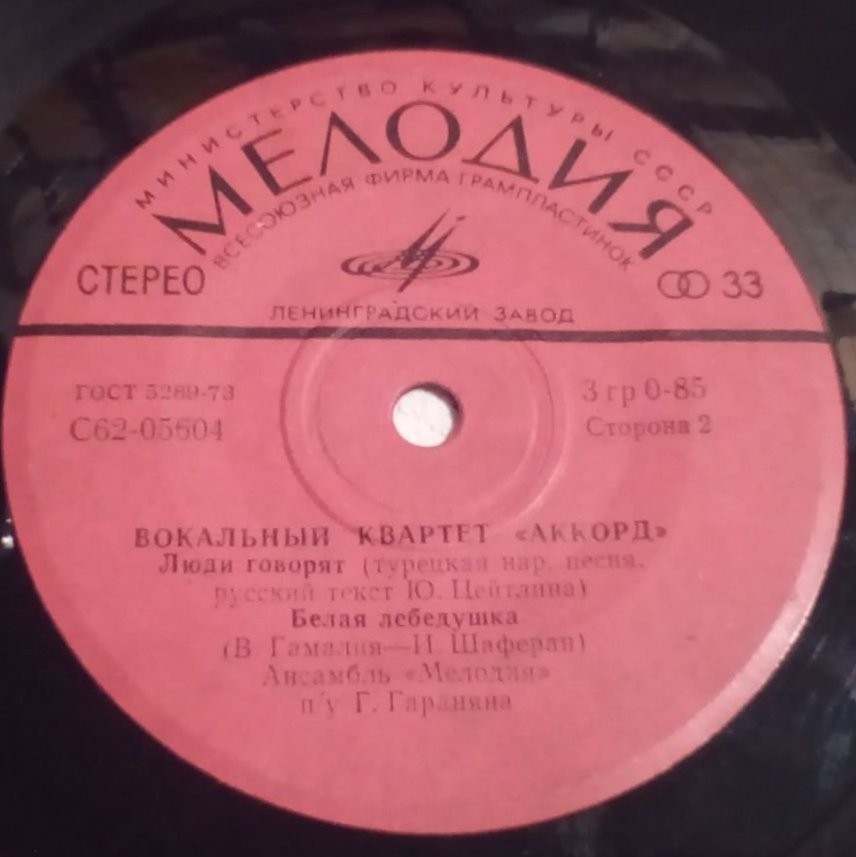 МИНИСТЕРСТВО КУЛЬТУРЫ СССР
МЕЛОДИЯ
ВСЕСОЮЗНАЯ ФИРМА ГРАМПЛАСТИНОК
СТЕРЕО
33
ЛЕНИНГРАДСКИЙ ЗАВОД
ГОСТ 5289-73
3 гр 0-85
С62-05604
Сторона 2
ВОКАЛЬНЫЙ КВАРТЕТ «АККОРД»
Люди говорят (турецкая нар. песня,
русский текст Ю. Цейтлина)
Белая лебедушка
(В. Гамалия—И. Шаферан)
Ансамбль «Мелодия»
п/у Г. Гараняна